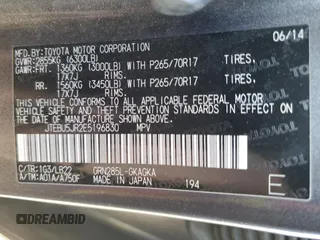 MFD. BY: TOYOTA MOTOR CORPORATION 06/14
GVWR: 2855KG (6300LB)
GAWR: FRT. 1360KG (3000LB) WITH P265/70R17 TIRES,
17X7J RIMS,
RR. 1560KG (3450LB) WITH P265/70R17 TIRES,
17X7J RIMS,
THIS VEHICLE CONFORMS TO ALL APPLICABLE
FEDERAL MOTOR VEHICLE SAFETY AND THEFT
PREVENTION STANDARDS IN EFFECT ON THE DATE OF
MANUFACTURE SHOWN ABOVE.
JTEBU5JR2E5196830 MPV
C/TR: 1G3/LB22 GRN285L-GKAGKA
A/TM: A01A/A750F MADE IN JAPAN 194 E
AUTOBIDMASTER